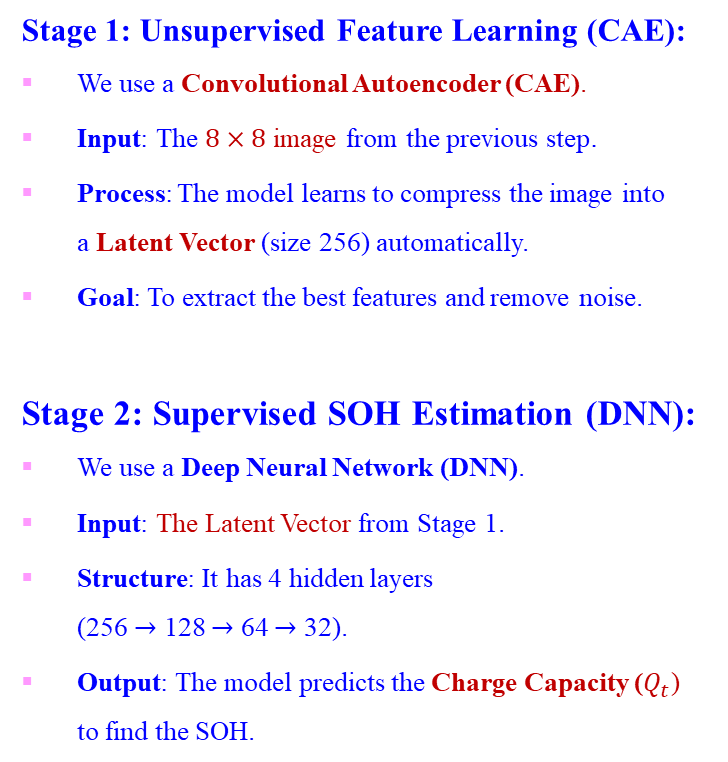 Stage 1: Unsupervised Feature Learning (CAE):
▪ We use a Convolutional Autoencoder (CAE).
▪ Input: The 8 × 8 image from the previous step.
▪ Process: The model learns to compress the image into
a Latent Vector (size 256) automatically.
▪ Goal: To extract the best features and remove noise.
Stage 2: Supervised SOH Estimation (DNN):
▪ We use a Deep Neural Network (DNN).
▪ Input: The Latent Vector from Stage 1.
▪ Structure: It has 4 hidden layers
(256 → 128 → 64 → 32).
▪ Output: The model predicts the Charge Capacity (Qₜ)
to find the SOH.